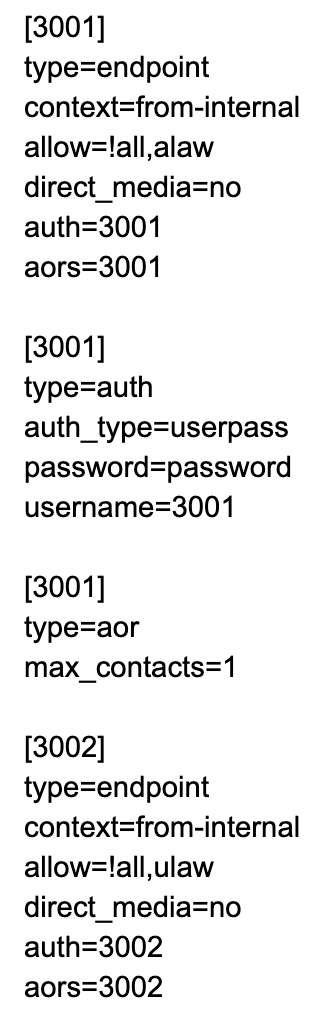 [3001]
type=endpoint
context=from-internal
allow=!all,alaw
direct_media=no
auth=3001
aors=3001

[3001]
type=auth
auth_type=userpass
password=password
username=3001

[3001]
type=aor
max_contacts=1

[3002]
type=endpoint
context=from-internal
allow=!all,ulaw
direct_media=no
auth=3002
aors=3002